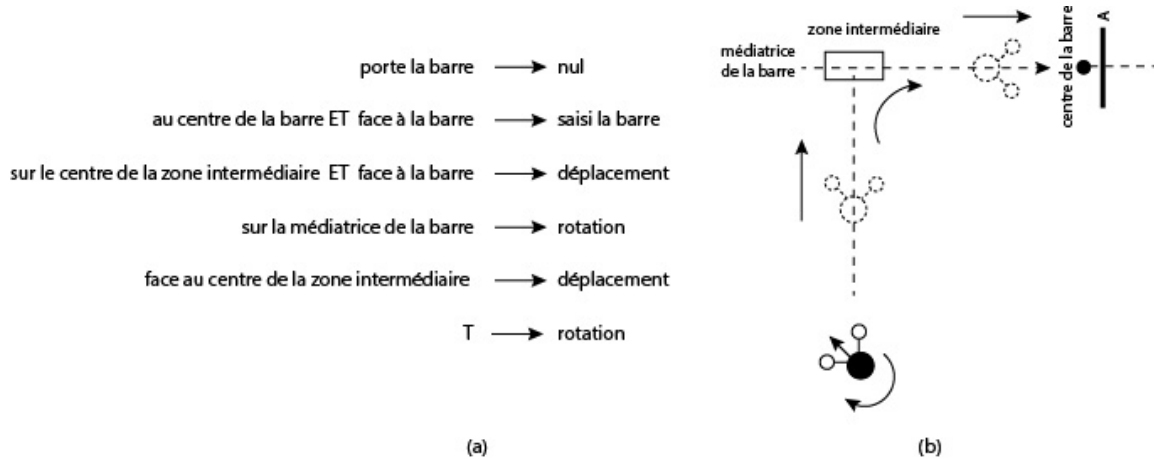 porte la barre → nul
au centre de la barre ET face à la barre → saisi la barre
sur le centre de la zone intermédiaire ET face à la barre → déplacement
sur la médiatrice de la barre → rotation
face au centre de la zone intermédiaire → déplacement
T → rotation
(a)
zone intermédiaire
médiatrice
de la barre
centre de la barre
A
(b)